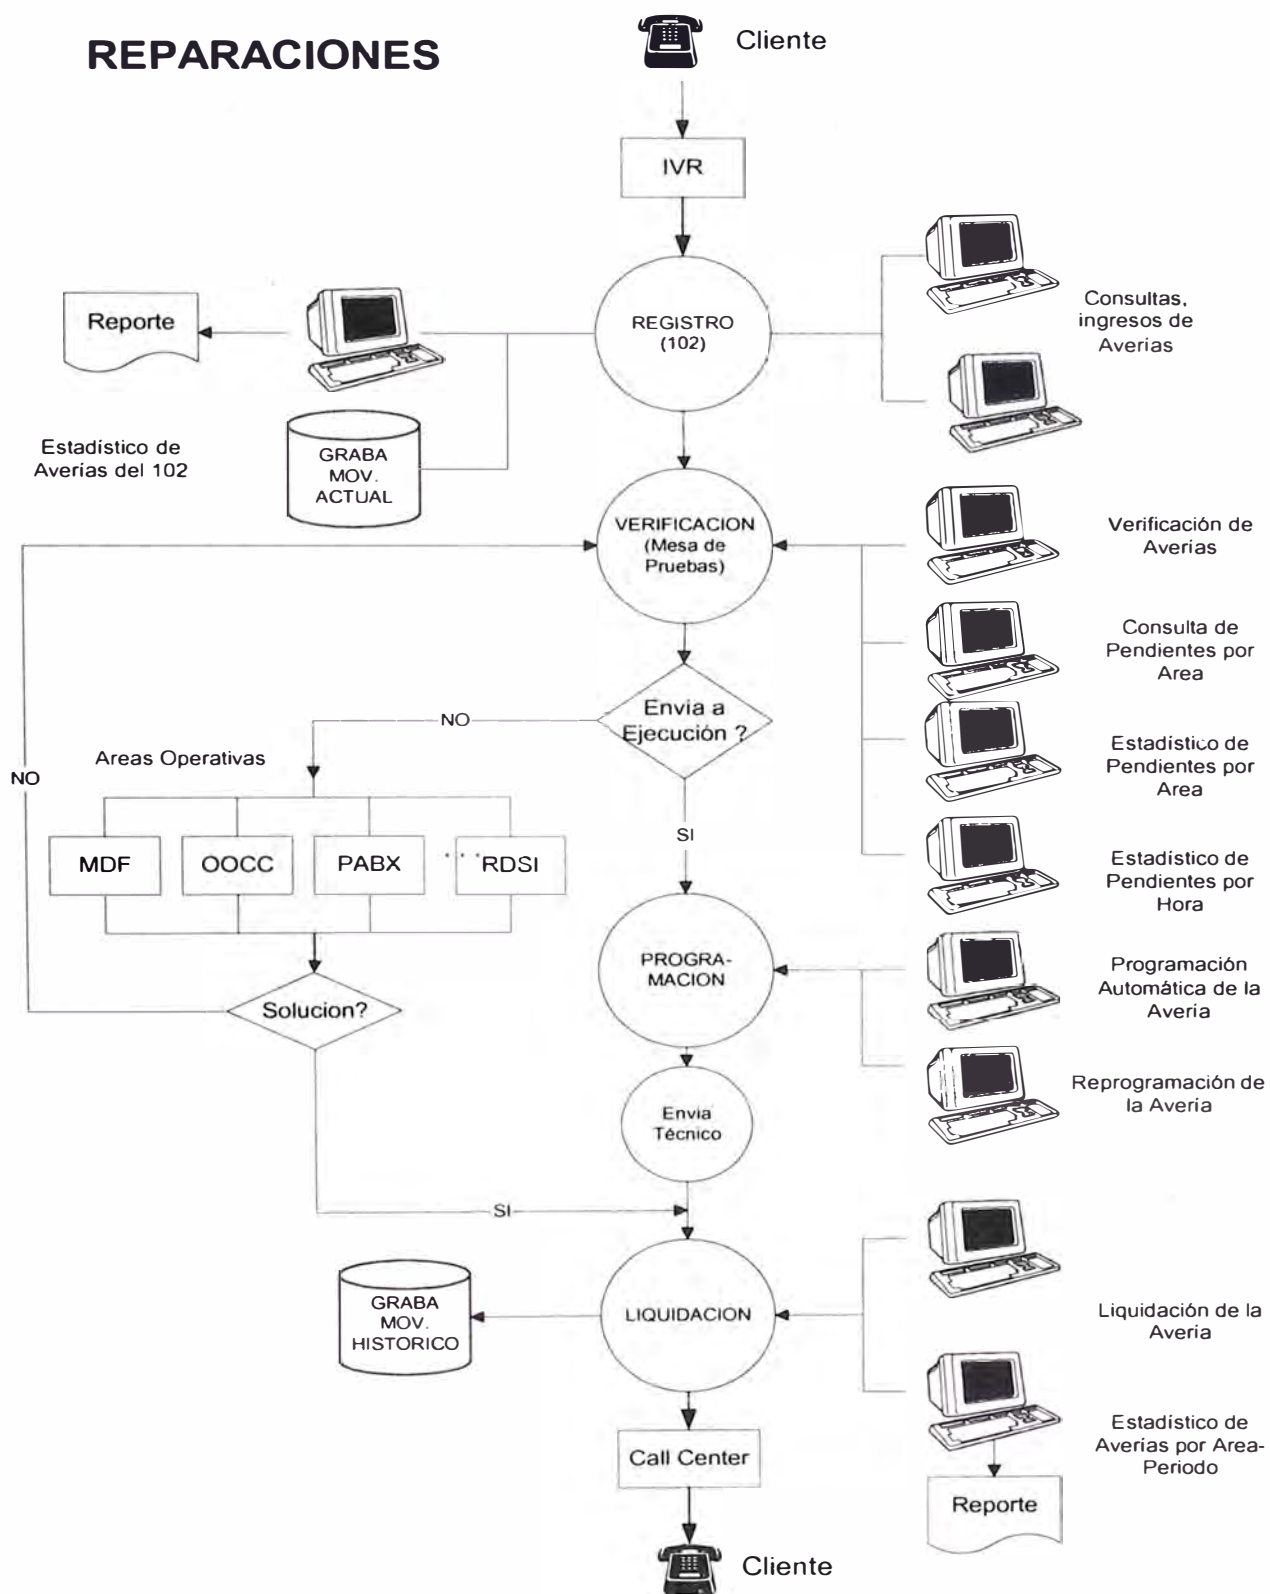 REPARACIONES
Cliente
IVR
REGISTRO
(102)
Consultas,
ingresos de
Averías
Reporte
Estadístico de
Averías del 102
GRABA
MOV.
ACTUAL
VERIFICACION
(Mesa de
Pruebas)
Verificación de
Averías
Consulta de
Pendientes por
Area
Envia a
Ejecución ?
NO
Estadístico de
Pendientes por
Area
Areas Operativas
NO
SI
MDF
OOCC
PABX
....
RDSI
Estadístico de
Pendientes por
Hora
PROGRA-
MACION
Programación
Automática de la
Avería
Solucion?
Reprogramación de
la Avería
Envia
Técnico
SI
GRABA
MOV.
HISTORICO
LIQUIDACION
Liquidación de la
Avería
Call Center
Estadístico de
Averías por Area-
Periodo
Reporte
Cliente